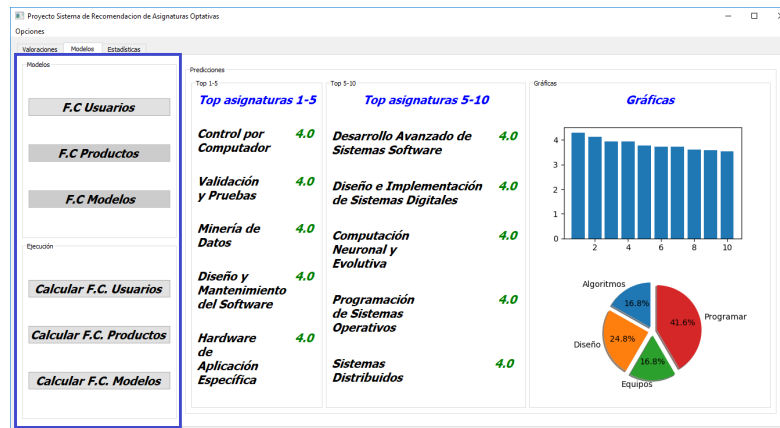 Proyecto Sistema de Recomendacion de Asignaturas Optativas
Opciones
Valoraciones Modelos Estadísticas
Modelos
F.C Usuarios
F.C Productos
F.C Modelos
Ejecución
Calcular F.C. Usuarios
Calcular F.C. Productos
Calcular F.C. Modelos
Predicciones
Top 1-5
Top asignaturas 1-5
Control por 4.0
Computador
Validación 4.0
y Pruebas
Minería de 4.0
Datos
Diseño y 4.0
Mantenimiento
del Software
Hardware 4.0
de
Aplicación
Específica
Top 5-10
Top asignaturas 5-10
Desarrollo Avanzado de 4.0
Sistemas Software
Diseño e Implementación 4.0
de Sistemas Digitales
Computación 4.0
Neuronal y
Evolutiva
Programación 4.0
de Sistemas
Operativos
Sistemas 4.0
Distribuidos
Gráficas
Gráficas
4
3
2
1
0
2 4 6 8 10
Algoritmos
16.8%
Programar
41.6%
Diseño
24.8%
16.8%
Equipos